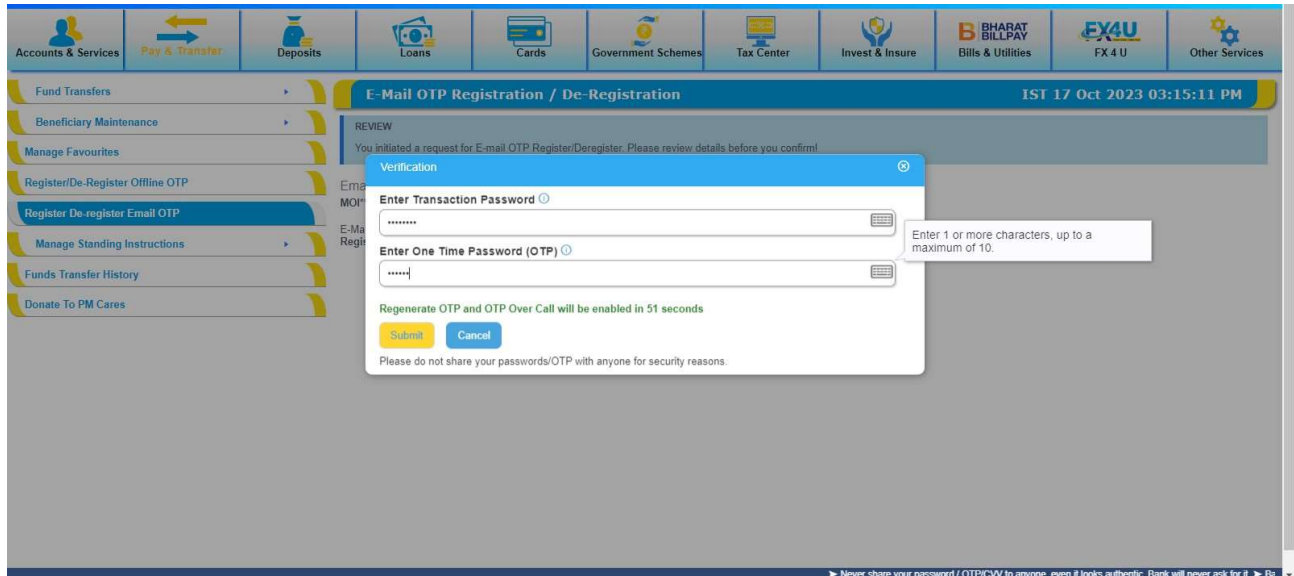 Accounts & Services
Pay & Transfer
Deposits
Loans
Cards
Government Schemes
Tax Center
Invest & Insure
B BHARAT BILLPAY
Bills & Utilities
FX4U
FX 4 U
Other Services
Fund Transfers
Beneficiary Maintenance
Manage Favourites
Register/De-Register Offline OTP
Register De-register Email OTP
Manage Standing Instructions
Funds Transfer History
Donate To PM Cares
E-Mail OTP Registration / De-Registration
IST 17 Oct 2023 03:15:11 PM
REVIEW
You initiated a request for E-mail OTP Register/Deregister. Please review details before you confirm!
Ema
MOI**
E-Ma
Regis
Verification
Enter Transaction Password
Enter One Time Password (OTP)
Enter 1 or more characters, up to a
maximum of 10.
Regenerate OTP and OTP Over Call will be enabled in 51 seconds
Submit
Cancel
Please do not share your passwords/OTP with anyone for security reasons.
➤ Never share your password / OTP/CVV to anyone, even it looks authentic. Bank will never ask for it. ➤ Ba